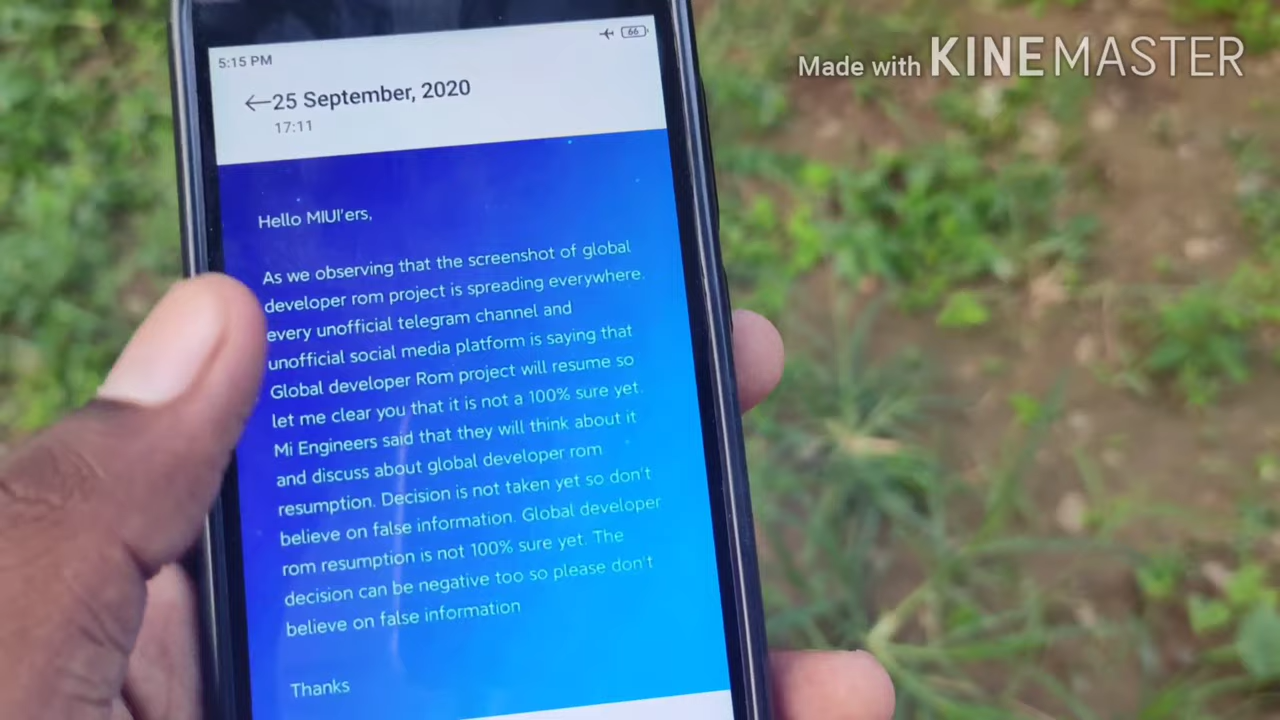 5:15 PM
66
Made with KINEMASTER
←25 September, 2020
17:11
Hello MIUI'ers,
As we observing that the screenshot of global
developer rom project is spreading everywhere.
every unofficial telegram channel and
unofficial social media platform is saying that
Global developer Rom project will resume so
let me clear you that it is not a 100% sure yet.
Mi Engineers said that they will think about it
and discuss about global developer rom
resumption. Decision is not taken yet so don't
believe on false information. Global developer
rom resumption is not 100% sure yet. The
decision can be negative too so please don't
believe on false information
Thanks